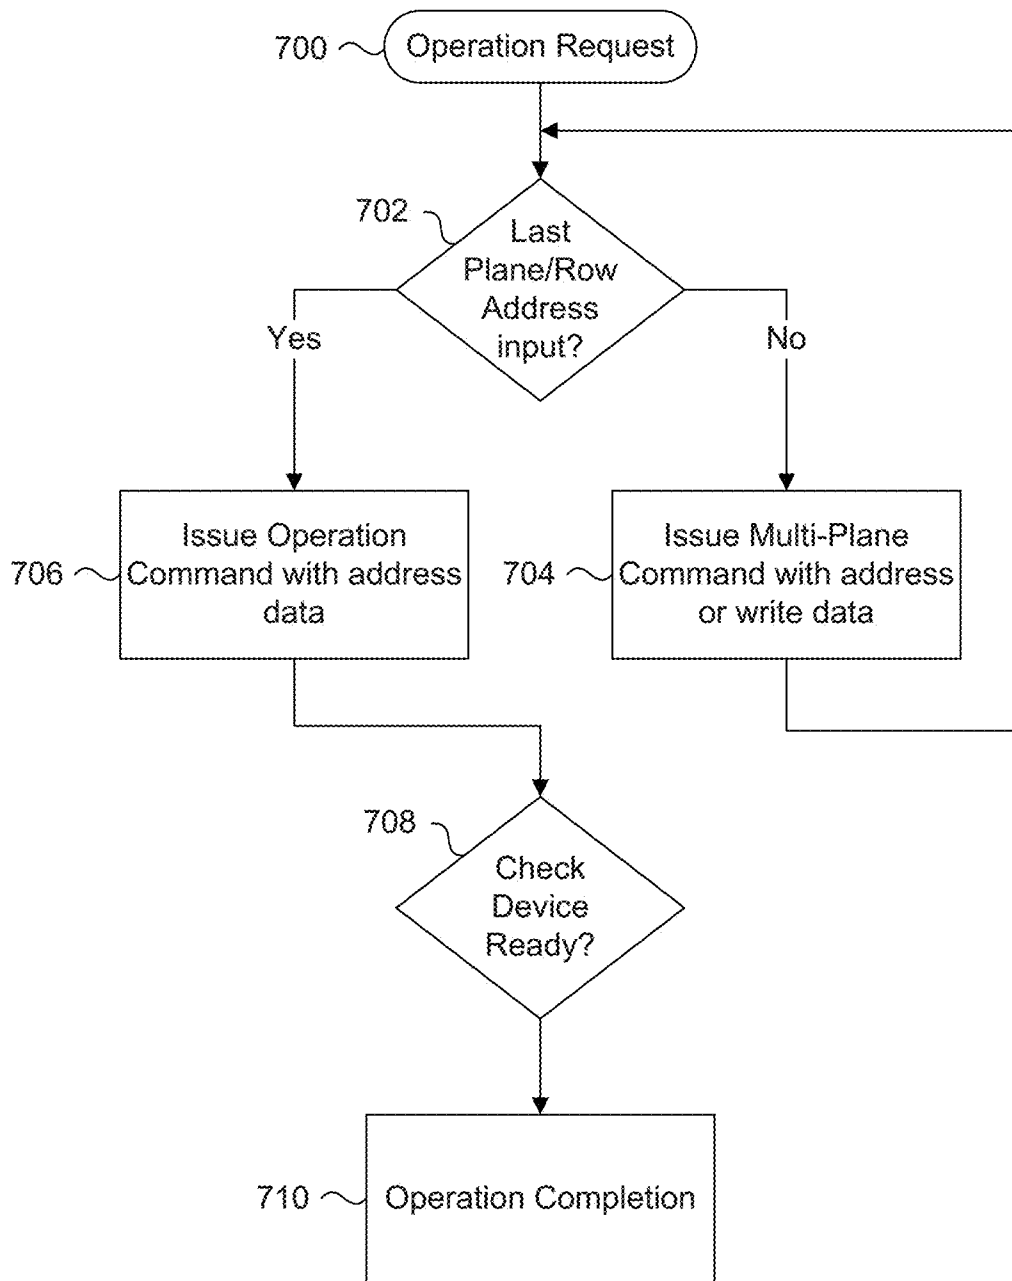 700
Operation Request
702
Last
Plane/Row
Address
input?
Yes
No
706
Issue Operation
Command with address
data
704
Issue Multi-Plane
Command with address
or write data
708
Check
Device
Ready?
710
Operation Completion